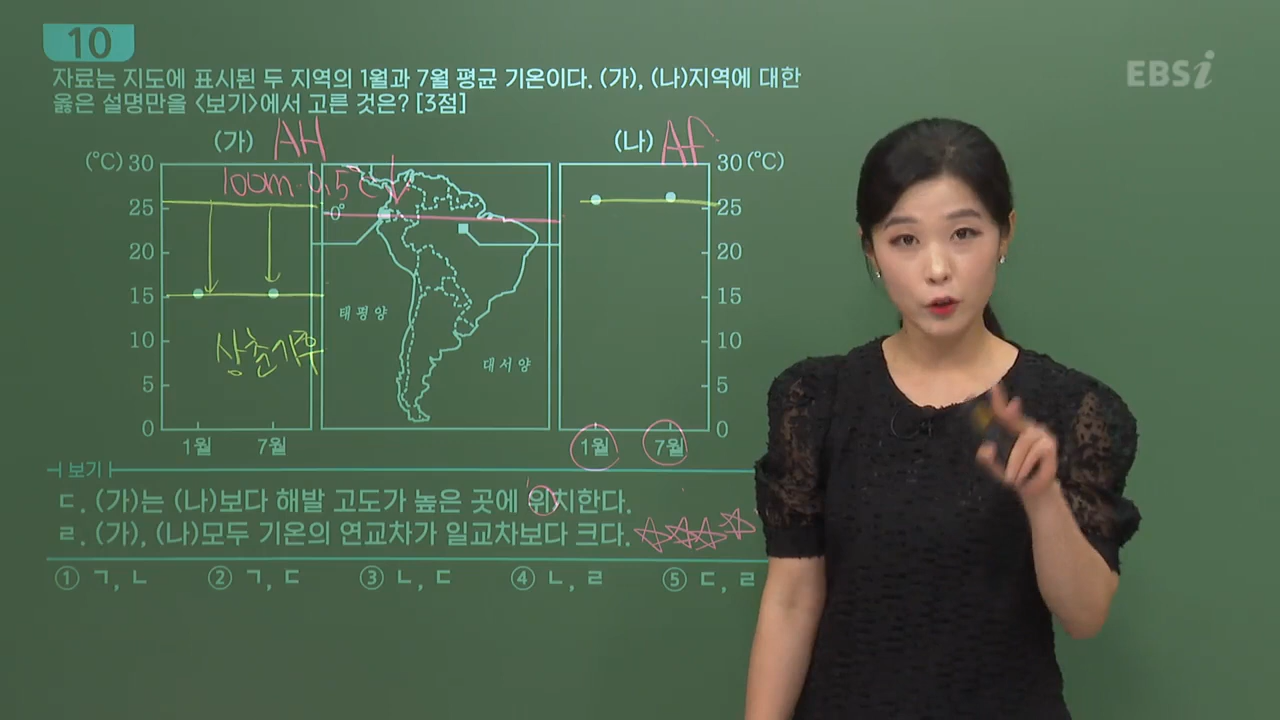 10
자료는 지도에 표시된 두 지역의 1월과 7월 평균 기온이다. (가), (나)지역에 대한
옳은 설명만을 <보기>에서 고른 것은? [3점]
EBSi
(가) AH
(나) Af
(℃) 30
25
20
15
10
5
0
1월 7월
100m 0.5℃↓
상춘기후
0°
태평양
대서양
30 (℃)
25
20
15
10
5
0
1월 7월
보기
ㄷ. (가)는 (나)보다 해발 고도가 높은 곳에 위치한다.
ㄹ. (가), (나)모두 기온의 연교차가 일교차보다 크다.
① ㄱ, ㄴ ② ㄱ, ㄷ ③ ㄴ, ㄷ ④ ㄴ, ㄹ ⑤ ㄷ, ㄹ